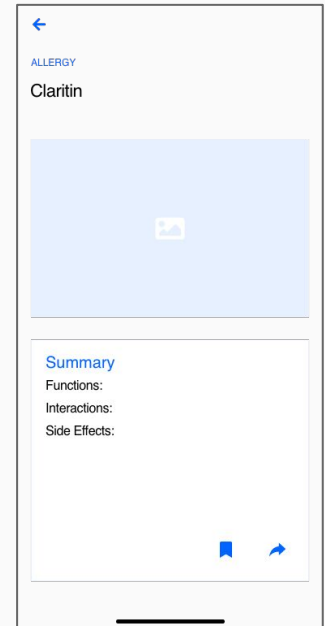 ALLERGY
Claritin
Summary
Functions:
Interactions:
Side Effects: